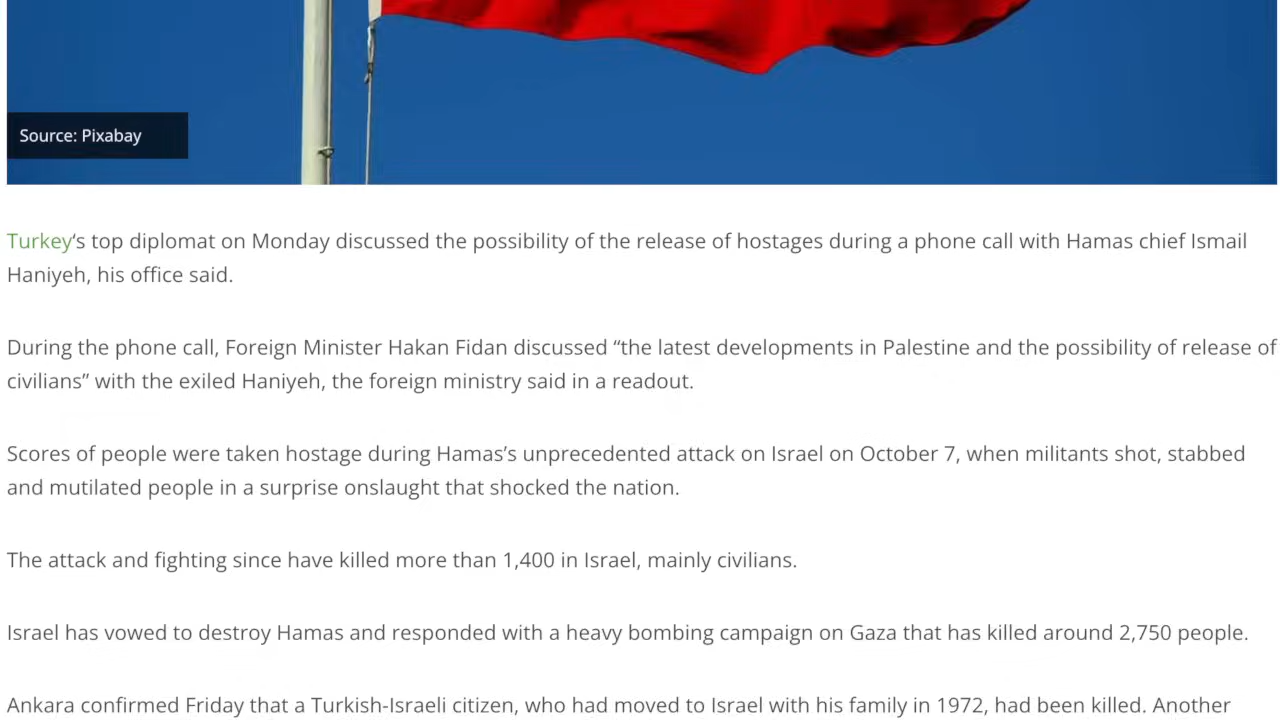 Source: Pixabay
Turkey‘s top diplomat on Monday discussed the possibility of the release of hostages during a phone call with Hamas chief Ismail
Haniyeh, his office said.
During the phone call, Foreign Minister Hakan Fidan discussed “the latest developments in Palestine and the possibility of release of
civilians” with the exiled Haniyeh, the foreign ministry said in a readout.
Scores of people were taken hostage during Hamas’s unprecedented attack on Israel on October 7, when militants shot, stabbed
and mutilated people in a surprise onslaught that shocked the nation.
The attack and fighting since have killed more than 1,400 in Israel, mainly civilians.
Israel has vowed to destroy Hamas and responded with a heavy bombing campaign on Gaza that has killed around 2,750 people.
Ankara confirmed Friday that a Turkish-Israeli citizen, who had moved to Israel with his family in 1972, had been killed. Another